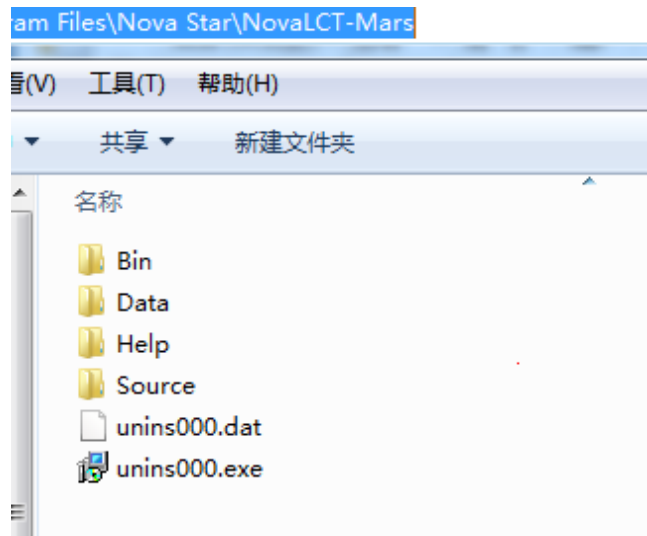 ram Files\Nova Star\NovaLCT-Mars
看(V) 工具(T) 帮助(H)
共享 新建文件夹
名称
Bin
Data
Help
Source
unins000.dat
unins000.exe